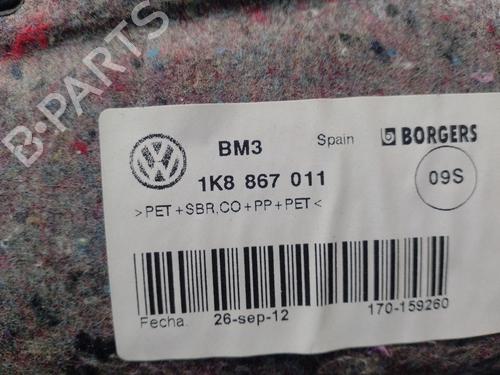 B-PARTS
BM3
Spain
BORGERS
1K8 867 011
09S
>PET+SBR,CO+PP+PET<
Fecha. 26-sep-12
170-159260